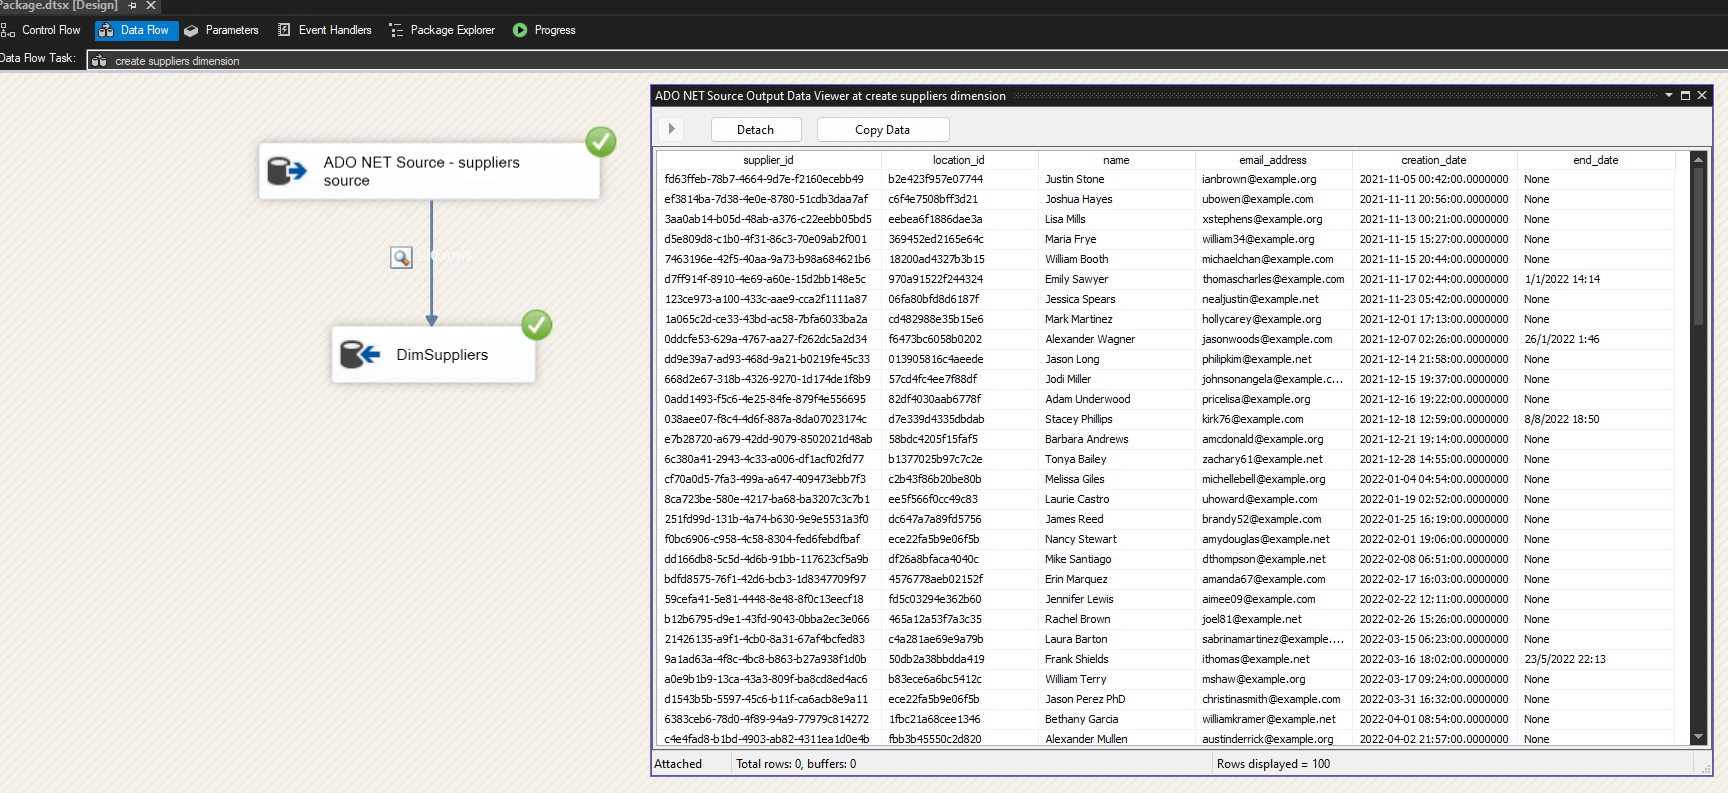 Package.dtsx [Design]
Control Flow Data Flow Parameters Event Handlers Package Explorer Progress
Data Flow Task: create suppliers dimension
ADO NET Source - suppliers
source
rows
DimSuppliers
ADO NET Source Output Data Viewer at create suppliers dimension
Detach Copy Data
supplier_id location_id name email_address creation_date end_date
fd63ffeb-78b7-4664-9d7e-f2160ecebb49 b2e423f957e07744 Justin Stone ianbrown@example.org 2021-11-05 00:42:00.0000000 None
ef3814ba-7d38-4e0e-8780-51cdb3daa7af c6f4e7508bff3d21 Joshua Hayes ubowen@example.com 2021-11-11 20:56:00.0000000 None
3aa0ab14-b05d-48ab-a376-c22eebb05bd5 eebea6f1886dae3a Lisa Mills xstephens@example.org 2021-11-13 00:21:00.0000000 None
d5e809d8-c1b0-4f31-86c3-70e09ab2f001 369452ed2165e64c Maria Frye william34@example.org 2021-11-15 15:27:00.0000000 None
7463196e-42f5-40aa-9a73-b98a684621b6 18200ad4327b3b15 William Booth michaelchan@example.com 2021-11-15 20:44:00.0000000 None
d7ff914f-8910-4e69-a60e-15d2bb148e5c 970a91522f244324 Emily Sawyer thomascharles@example.com 2021-11-17 02:44:00.0000000 1/1/2022 14:14
123ce973-a100-433c-aae9-cca2f1111a87 06fa80bfd8d6187f Jessica Spears nealjustin@example.net 2021-11-23 05:42:00.0000000 None
1a065c2d-ce33-43bd-ac58-7bfa6033ba2a cd482988e35b15e6 Mark Martinez hollycarey@example.org 2021-12-01 17:13:00.0000000 None
0ddcfe53-629a-4767-aa27-f262dc5a2d34 f6473bc6058b0202 Alexander Wagner jasonwoods@example.com 2021-12-07 02:26:00.0000000 26/1/2022 1:46
dd9e39a7-ad93-468d-9a21-b0219fe45c33 013905816c4aeede Jason Long philipkim@example.net 2021-12-14 21:58:00.0000000 None
668d2e67-318b-4326-9270-1d174de1f8b9 57cd4fc4ee7f88df Jodi Miller johnsonangela@example.c... 2021-12-15 19:37:00.0000000 None
0add1493-f5c6-4e25-84fe-879f4e556695 82df4030aab6778f Adam Underwood pricelisa@example.org 2021-12-16 19:22:00.0000000 None
038aee07-f8c4-4d6f-887a-8da07023174c d7e339d4335dbdab Stacey Phillips kirk76@example.com 2021-12-18 12:59:00.0000000 8/8/2022 18:50
e7b28720-a679-42dd-9079-8502021d48ab 58bdc4205f15faf5 Barbara Andrews amcdonald@example.org 2021-12-21 19:14:00.0000000 None
6c380a41-2943-4c33-a006-df1acf02fd77 b1377025b97c7c2e Tonya Bailey zachary61@example.net 2021-12-28 14:55:00.0000000 None
cf70a0d5-7fa3-499a-a647-409473ebb7f3 c2b43f86b20be80b Melissa Giles michellebell@example.org 2022-01-04 04:54:00.0000000 None
8ca723be-580e-4217-ba68-ba3207c3c7b1 ee5f566f0cc49c83 Laurie Castro uhoward@example.com 2022-01-19 02:52:00.0000000 None
251fd99d-131b-4a74-b630-9e9e5531a3f0 dc647a7a89fd5756 James Reed brandy52@example.com 2022-01-25 16:19:00.0000000 None
f0bc6906-c958-4c58-8304-fed6febdfbaf ece22fa5b9e06f5b Nancy Stewart amydouglas@example.net 2022-02-01 19:06:00.0000000 None
dd166db8-5c5d-4d6b-91bb-117623cf5a9b df26a8bfaca4040c Mike Santiago dthompson@example.net 2022-02-08 06:51:00.0000000 None
bdfd8575-76f1-42d6-bcb3-1d8347709f97 4576778aeb02152f Erin Marquez amanda67@example.com 2022-02-17 16:03:00.0000000 None
59cefa41-5e81-4448-8e48-8f0c13eecf18 fd5c03294e362b60 Jennifer Lewis aimee09@example.com 2022-02-22 12:11:00.0000000 None
b12b6795-d9e1-43fd-9043-0bba2ec3e066 465a12a53f7a3c35 Rachel Brown joel81@example.net 2022-02-26 15:26:00.0000000 None
21426135-a9f1-4cb0-8a31-67af4bcfed83 c4a281ae69e9a79b Laura Barton sabrinamartinez@example.... 2022-03-15 06:23:00.0000000 None
9a1ad63a-4f8c-4bc8-b863-b27a938f1d0b 50db2a38bbdda419 Frank Shields ithomas@example.net 2022-03-16 18:02:00.0000000 23/5/2022 22:13
a0e9b1b9-13ca-43a3-809f-ba8cd8ed4ac6 b83ece6a6bc5412c William Terry mshaw@example.org 2022-03-17 09:24:00.0000000 None
d1543b5b-5597-45c6-b11f-ca6acb8e9a11 ece22fa5b9e06f5b Jason Perez PhD christinasmith@example.com 2022-03-31 16:32:00.0000000 None
6383ceb6-78d0-4f89-94a9-77979c814272 1fbc21a68cee1346 Bethany Garcia williamkramer@example.net 2022-04-01 08:54:00.0000000 None
c4e4fad8-b1bd-4903-ab82-4311ea1d0e4b fbb3b45550c2d820 Alexander Mullen austinderrick@example.org 2022-04-02 21:57:00.0000000 None
Attached Total rows: 0, buffers: 0 Rows displayed = 100